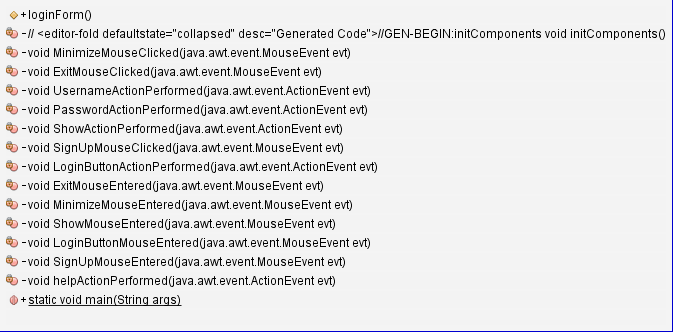 +loginForm()
-// <editor-fold defaultstate="collapsed" desc="Generated Code">//GEN-BEGIN:initComponents void initComponents()
-void MinimizeMouseClicked(java.awt.event.MouseEvent evt)
-void ExitMouseClicked(java.awt.event.MouseEvent evt)
-void UsernameActionPerformed(java.awt.event.ActionEvent evt)
-void PasswordActionPerformed(java.awt.event.ActionEvent evt)
-void ShowActionPerformed(java.awt.event.ActionEvent evt)
-void SignUpMouseClicked(java.awt.event.MouseEvent evt)
-void LoginButtonActionPerformed(java.awt.event.ActionEvent evt)
-void ExitMouseEntered(java.awt.event.MouseEvent evt)
-void MinimizeMouseEntered(java.awt.event.MouseEvent evt)
-void ShowMouseEntered(java.awt.event.MouseEvent evt)
-void LoginButtonMouseEntered(java.awt.event.MouseEvent evt)
-void SignUpMouseEntered(java.awt.event.MouseEvent evt)
-void helpActionPerformed(java.awt.event.ActionEvent evt)
+static void main(String args)